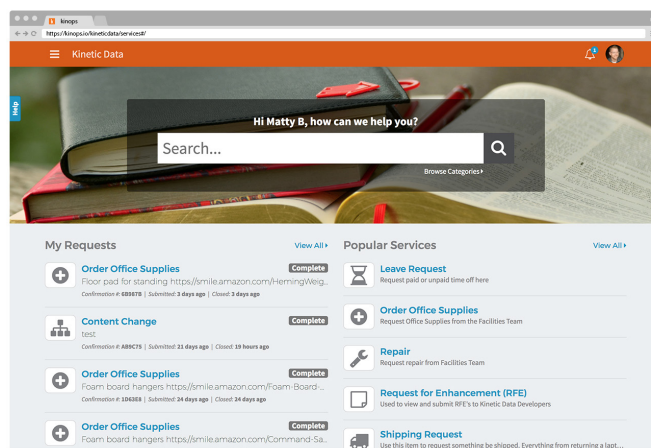 kinops
https://kinops.io/kineticdata/services#/
Kinetic Data
1
Help
Hi Matty B, how can we help you?
Search...
Browse Categories
My Requests
View All
Order Office Supplies
Complete
Floor pad for standing https://smile.amazon.com/HemingWeig...
Confirmation #: 6B987B | Submitted: 3 days ago | Closed: 3 days ago
Content Change
Complete
test
Confirmation #: AB9C75 | Submitted: 21 days ago | Closed: 19 hours ago
Order Office Supplies
Complete
Foam board hangers https://smile.amazon.com/Foam-Board-...
Confirmation #: 1D63E8 | Submitted: 24 days ago | Closed: 24 days ago
Order Office Supplies
Complete
Foam board hangers https://smile.amazon.com/Command-Sa...
Popular Services
View All
Leave Request
Request paid or unpaid time off here
Order Office Supplies
Request Office Supplies from the Facilities Team
Repair
Request repair from Facilities Team
Request for Enhancement (RFE)
Used to view and submit RFE's to Kinetic Data Developers
Shipping Request
Use this item to request something be shipped. Everything from returning a lapt...